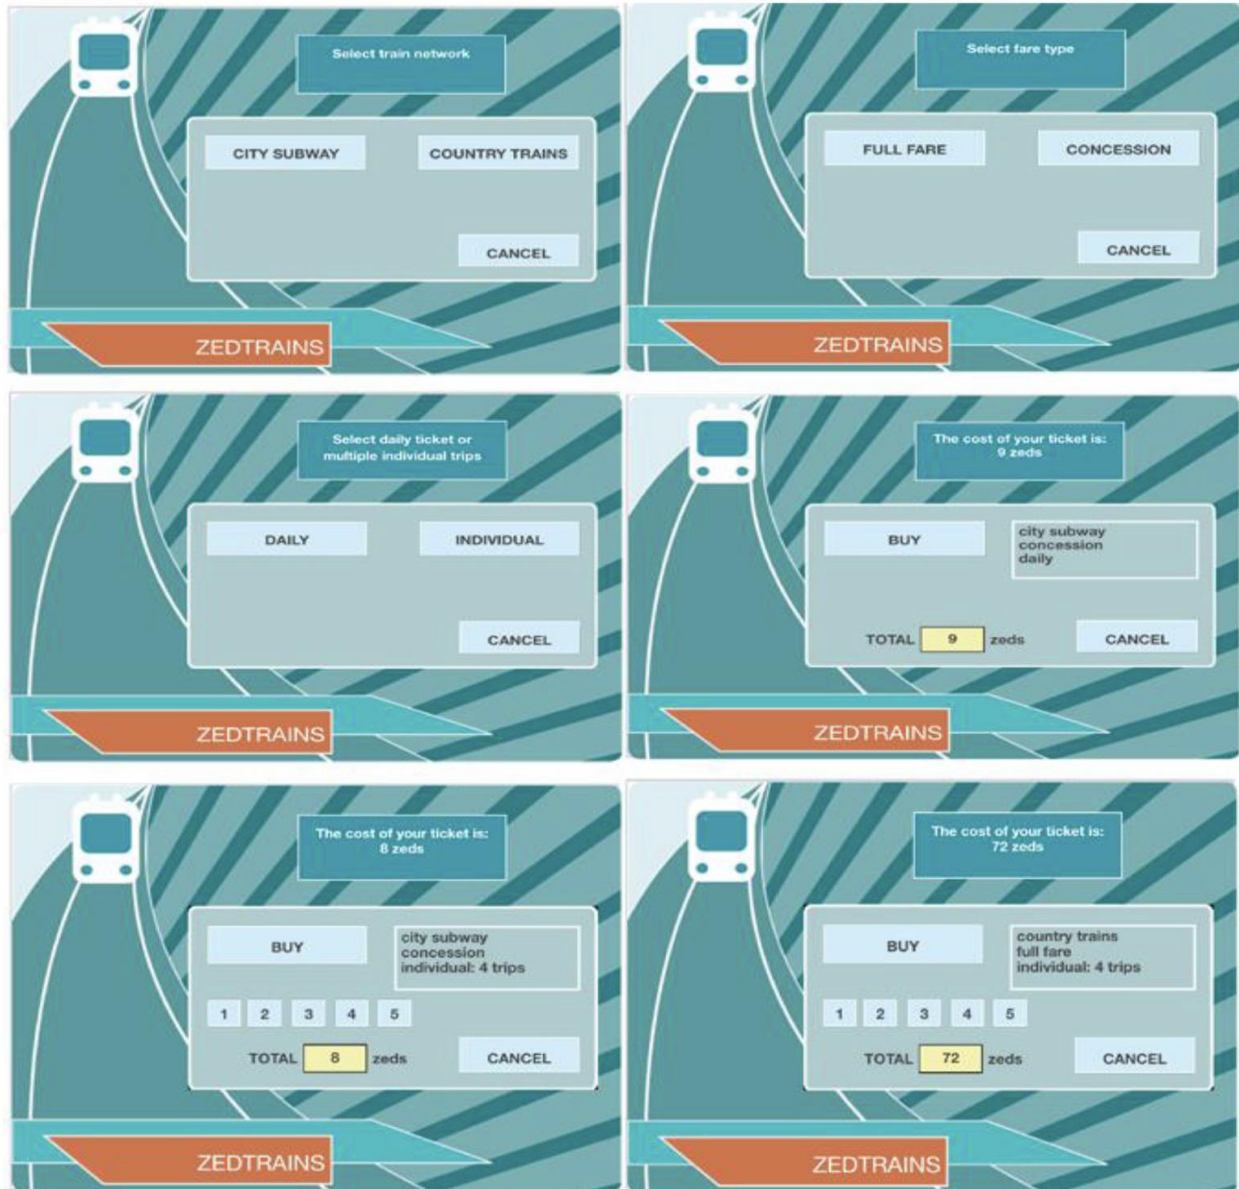 Select train network
CITY SUBWAY
COUNTRY TRAINS
CANCEL
ZEDTRAINS
Select fare type
FULL FARE
CONCESSION
CANCEL
ZEDTRAINS
Select daily ticket or
multiple individual trips
DAILY
INDIVIDUAL
CANCEL
ZEDTRAINS
The cost of your ticket is:
9 zeds
BUY
city subway
concession
daily
TOTAL 9 zeds
CANCEL
ZEDTRAINS
The cost of your ticket is:
8 zeds
BUY
city subway
concession
individual: 4 trips
1 2 3 4 5
TOTAL 8 zeds
CANCEL
ZEDTRAINS
The cost of your ticket is:
72 zeds
BUY
country trains
full fare
individual: 4 trips
1 2 3 4 5
TOTAL 72 zeds
CANCEL
ZEDTRAINS